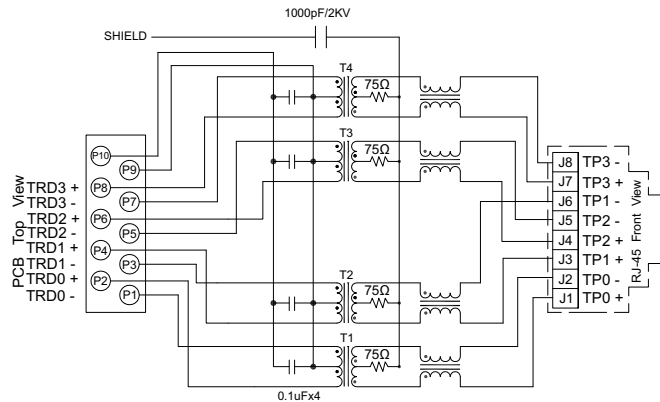 1000pF/2KV
SHIELD
T4
75Ω
T3
75Ω
P10
P9
TRD3 + P8
TRD3 - P7
TRD2 + P6
TRD2 - P5
TRD1 + P4
TRD1 - P3
TRD0 + P2
TRD0 - P1
PCB Top View
J8 TP3 -
J7 TP3 +
J6 TP1 -
J5 TP2 -
J4 TP2 +
J3 TP1 +
J2 TP0 -
J1 TP0 +
RJ-45 Front View
T2
75Ω
T1
75Ω
0.1uFx4